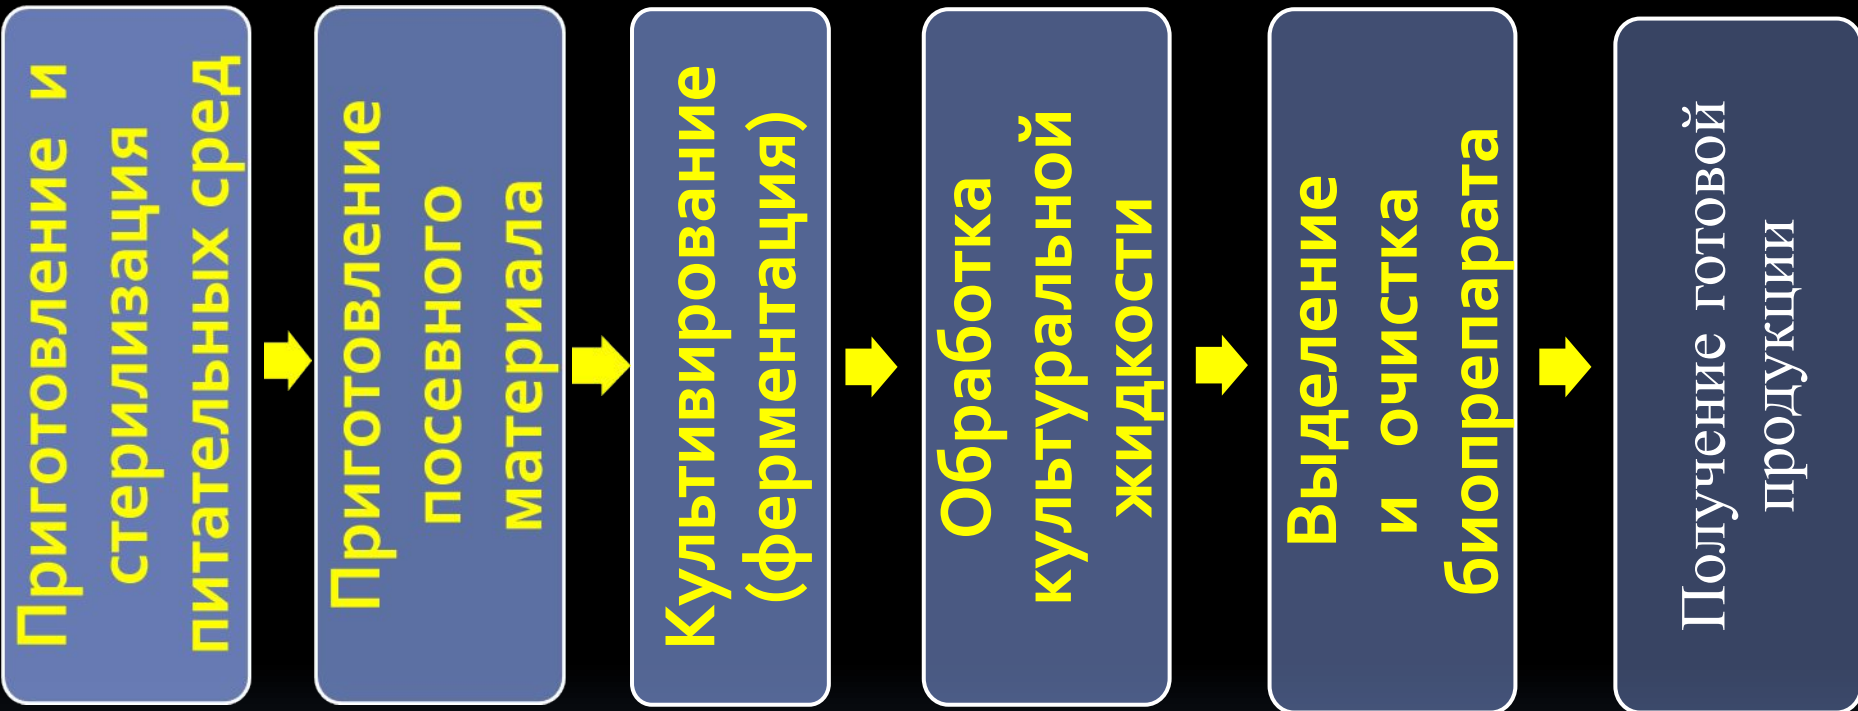 Приготовление и
стерилизация
питательных сред
Приготовление
посевного
материала
Культивирование
(ферментация)
Обработка
культуральной
жидкости
Выделение
и очистка
биопрепарата
Получение готовой
продукции